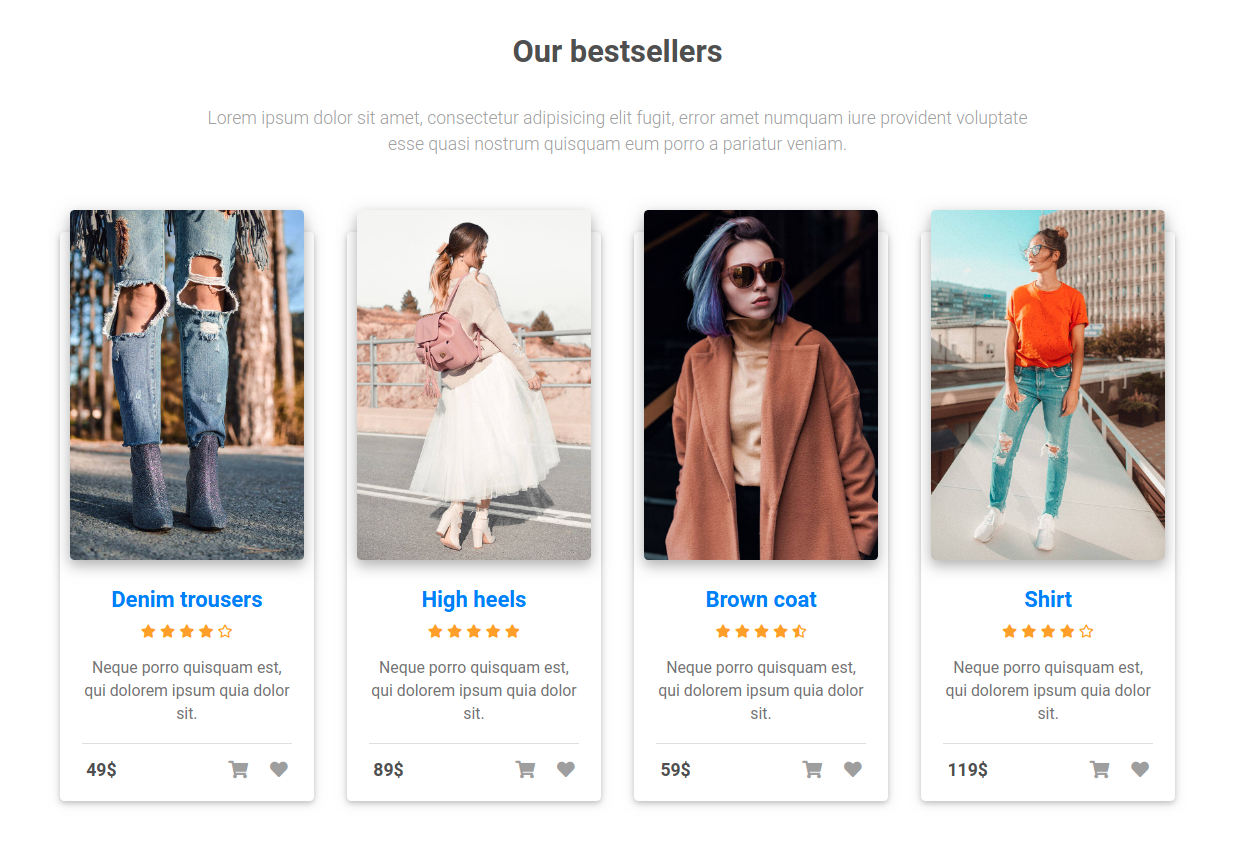 Our bestsellers
Lorem ipsum dolor sit amet, consectetur adipisicing elit fugit, error amet numquam iure provident voluptate
esse quasi nostrum quisquam eum porro a pariatur veniam.
Denim trousers
Neque porro quisquam est,
qui dolorem ipsum quia dolor
sit.
49$
High heels
Neque porro quisquam est,
qui dolorem ipsum quia dolor
sit.
89$
Brown coat
Neque porro quisquam est,
qui dolorem ipsum quia dolor
sit.
59$
Shirt
Neque porro quisquam est,
qui dolorem ipsum quia dolor
sit.
119$